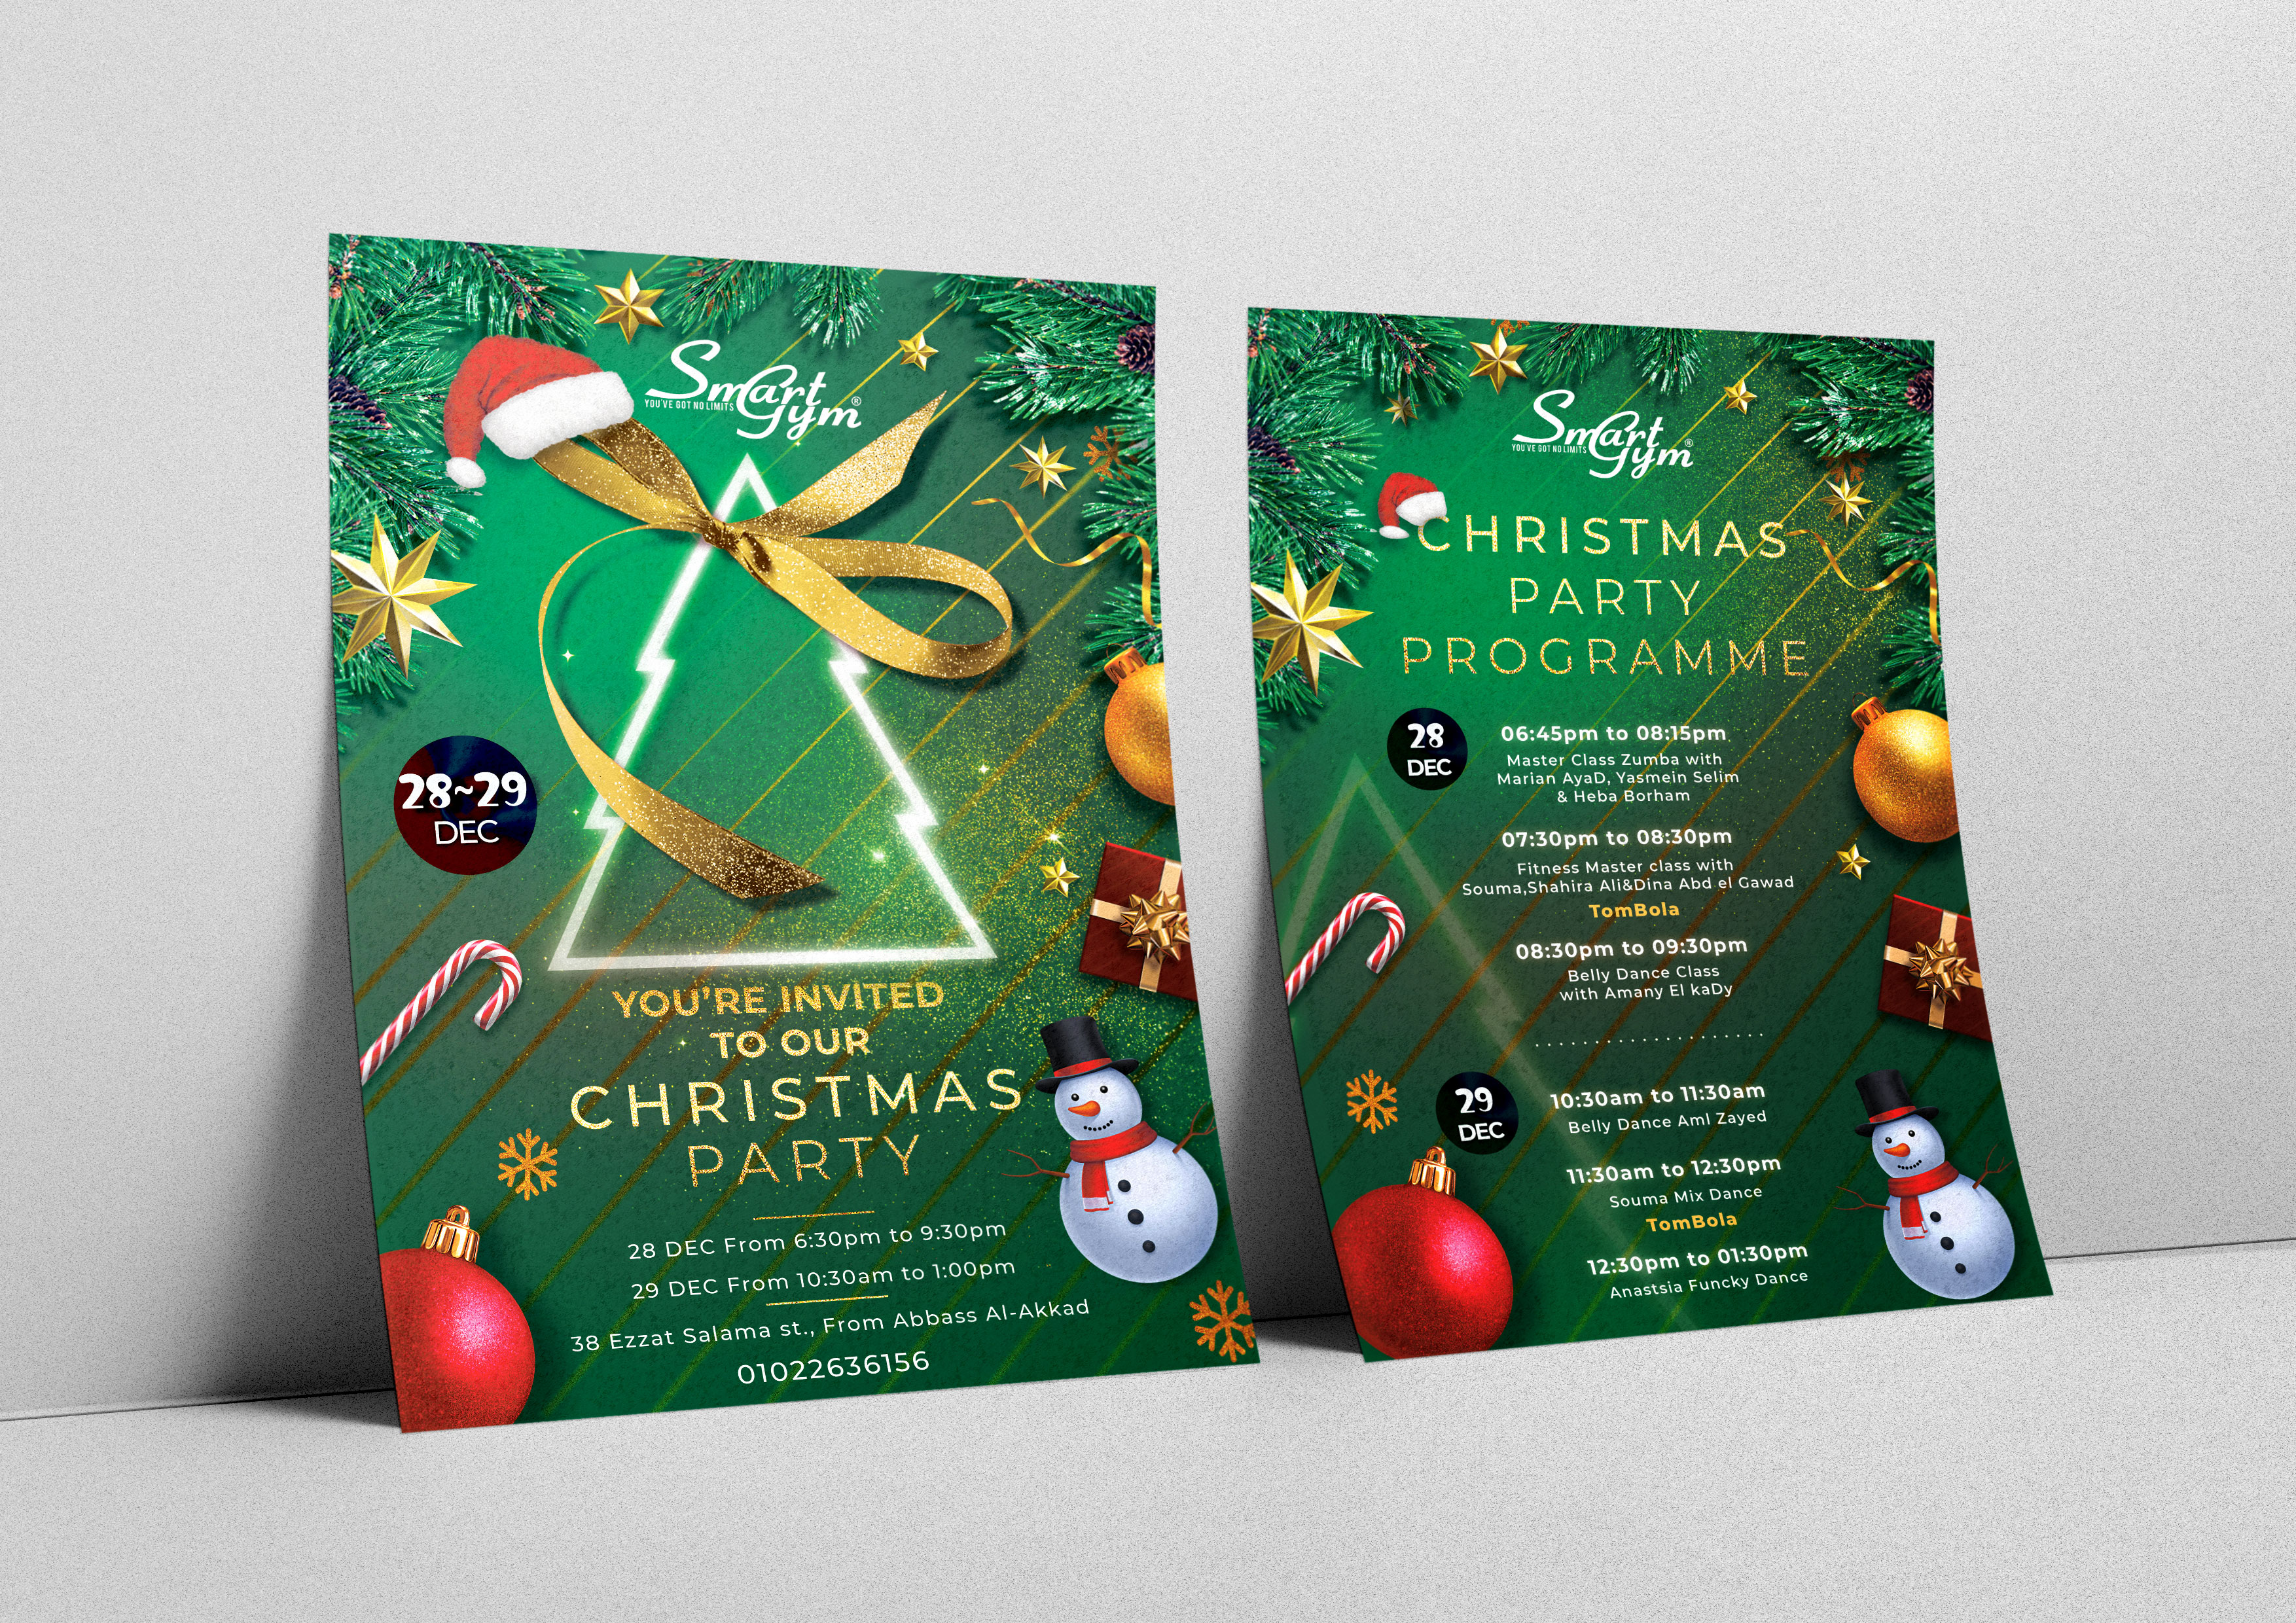 Smart
YOU'VE GOT NO LIMITS
Gym®
28~29
DEC
YOU'RE INVITED
TO OUR
CHRISTMAS
PARTY
28 DEC From 6:30pm to 9:30pm
29 DEC From 10:30am to 1:00pm
38 Ezzat Salama st., From Abbass Al-Akkad
01022636156
Smart
YOU'VE GOT NO LIMITS
Gym®
CHRISTMAS
PARTY
PROGRAMME
28
DEC
06:45pm to 08:15pm
Master Class Zumba with
Marian AyaD, Yasmein Selim
& Heba Borham
07:30pm to 08:30pm
Fitness Master class with
Souma,Shahira Ali&Dina Abd el Gawad
TomBola
08:30pm to 09:30pm
Belly Dance Class
with Amany El kaDy
....................
29
DEC
10:30am to 11:30am
Belly Dance Aml Zayed
11:30am to 12:30pm
Souma Mix Dance
TomBola
12:30pm to 01:30pm
Anastsia Funcky Dance